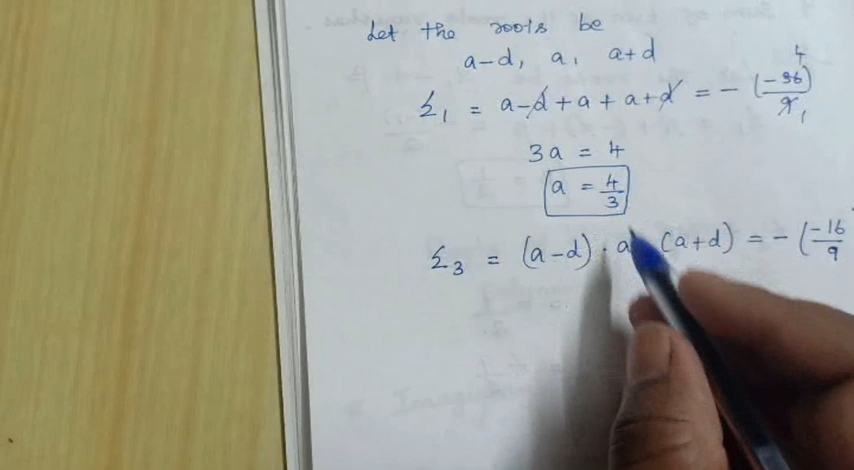 Let the roots be
a-d, a, a+d
Σ₁ = a-d+a+a+d = - (-36)/9 4 1
3a = 4
a = 4/3
Σ₃ = (a-d) · a (a+d) = - (-16/9